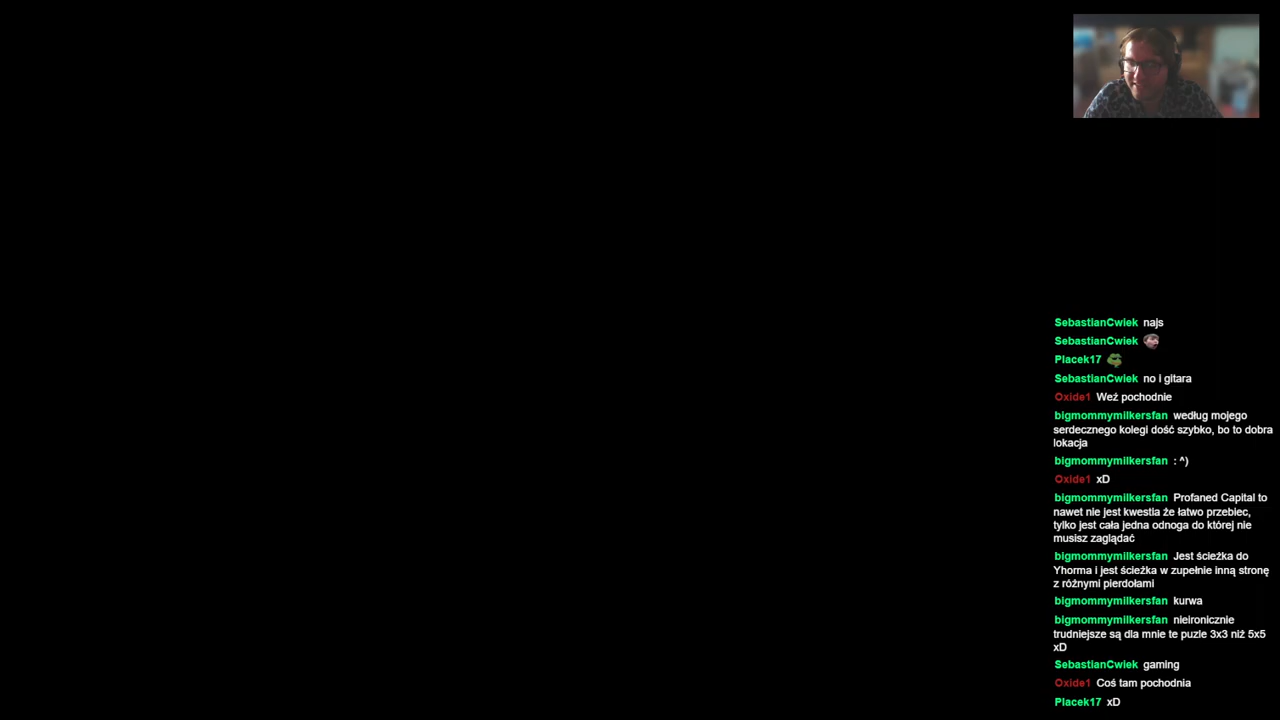 SebastianCwiek najs
SebastianCwiek
Placek17
SebastianCwiek no i gitara
Oxide1 Weź pochodnie
bigmommymilkersfan według mojego
serdecznego kolegi dość szybko, bo to dobra
lokacja
bigmommymilkersfan : ^)
Oxide1 xD
bigmommymilkersfan Profaned Capital to
nawet nie jest kwestia że łatwo przebiec,
tylko jest cała jedna odnoga do której nie
musisz zaglądać
bigmommymilkersfan Jest ścieżka do
Yhorma i jest ścieżka w zupełnie inną stronę
z różnymi pierdołami
bigmommymilkersfan kurwa
bigmommymilkersfan nieironicznie
trudniejsze są dla mnie te puzle 3x3 niż 5x5
xD
SebastianCwiek gaming
Oxide1 Coś tam pochodnia
Placek17 xD